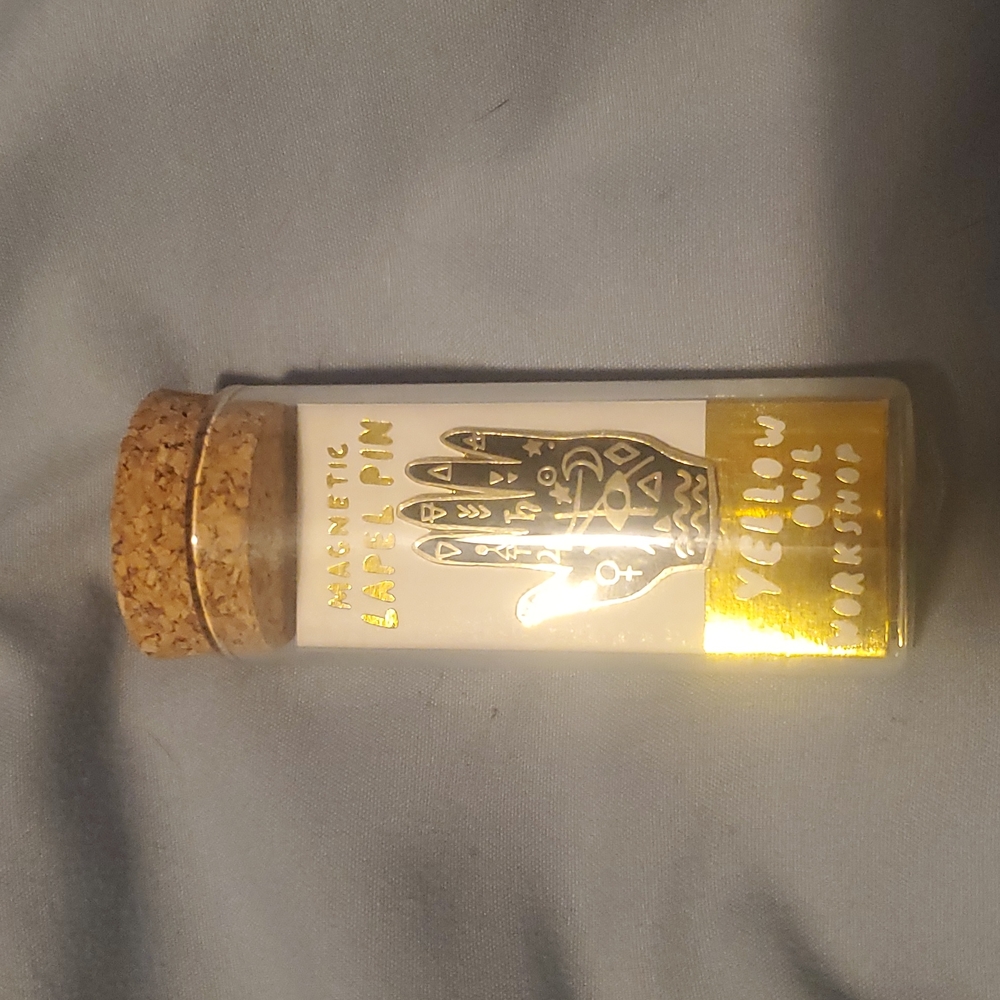 MAGNETIC
LAPEL PIN
YELLOW
OWL
WORKSHOP